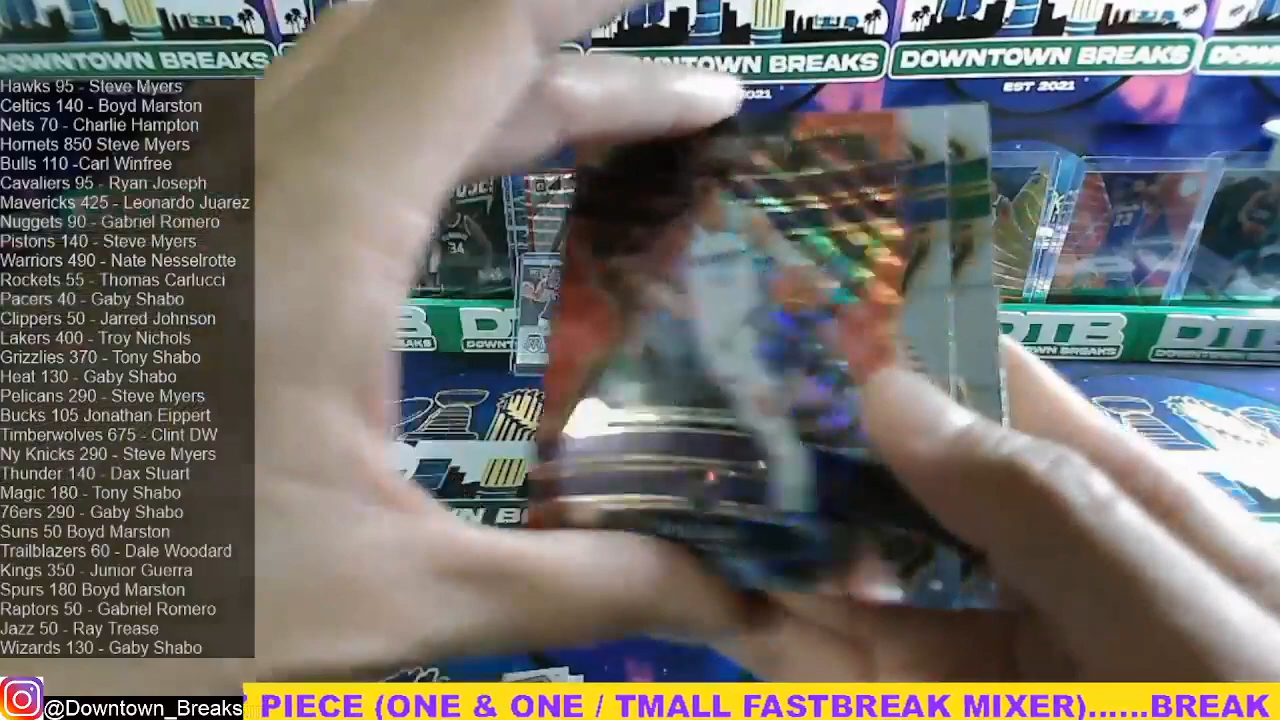 DOWNTOWN BREAKS
DOWNTOWN BREAKS
DOWNTOWN BREAKS
2021
EST 2021
Hawks 95 - Steve Myers
Celtics 140 - Boyd Marston
Nets 70 - Charlie Hampton
Hornets 850 Steve Myers
Bulls 110 -Carl Winfree
Cavaliers 95 - Ryan Joseph
Mavericks 425 - Leonardo Juarez
Nuggets 90 - Gabriel Romero
Pistons 140 - Steve Myers
Warriors 490 - Nate Nesselrotte
Rockets 55 - Thomas Carlucci
Pacers 40 - Gaby Shabo
Clippers 50 - Jarred Johnson
Lakers 400 - Troy Nichols
Grizzlies 370 - Tony Shabo
Heat 130 - Gaby Shabo
Pelicans 290 - Steve Myers
Bucks 105 Jonathan Eippert
Timberwolves 675 - Clint DW
Ny Knicks 290 - Steve Myers
Thunder 140 - Dax Stuart
Magic 180 - Tony Shabo
76ers 290 - Gaby Shabo
Suns 50 Boyd Marston
Trailblazers 60 - Dale Woodard
Kings 350 - Junior Guerra
Spurs 180 Boyd Marston
Raptors 50 - Gabriel Romero
Jazz 50 - Ray Trease
Wizards 130 - Gaby Shabo
34
23
DTB
DTB
@Downtown_Breaks
PIECE (ONE & ONE / TMALL FASTBREAK MIXER)......BREAK